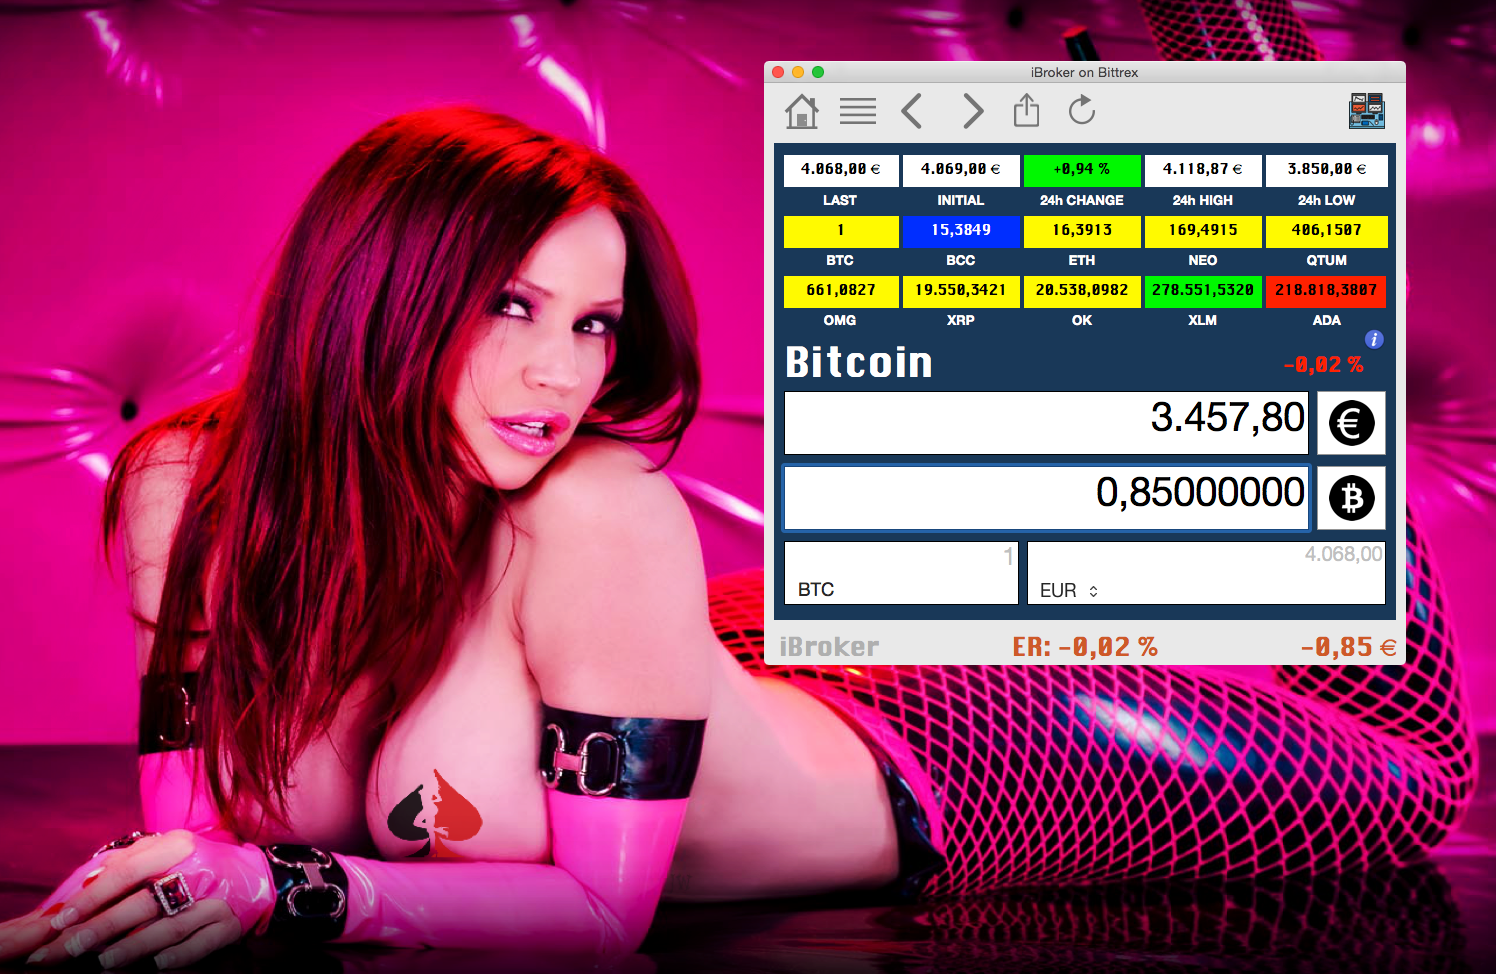 iBroker on Bittrex
4.068,00 € 4.069,00 € +0,94 % 4.118,87 € 3.850,00 €
LAST INITIAL 24h CHANGE 24h HIGH 24h LOW
1 15,3849 16,3913 169,4915 406,1507
BTC BCC ETH NEO QTUM
661,0827 19.550,3421 20.538,0982 278.551,5320 218.818,3807
OMG XRP OK XLM ADA
i
Bitcoin -0,02 %
3.457,80 €
0,85000000 ₿
1 4.068,00
BTC EUR
iBroker ER: -0,02 % -0,85 €